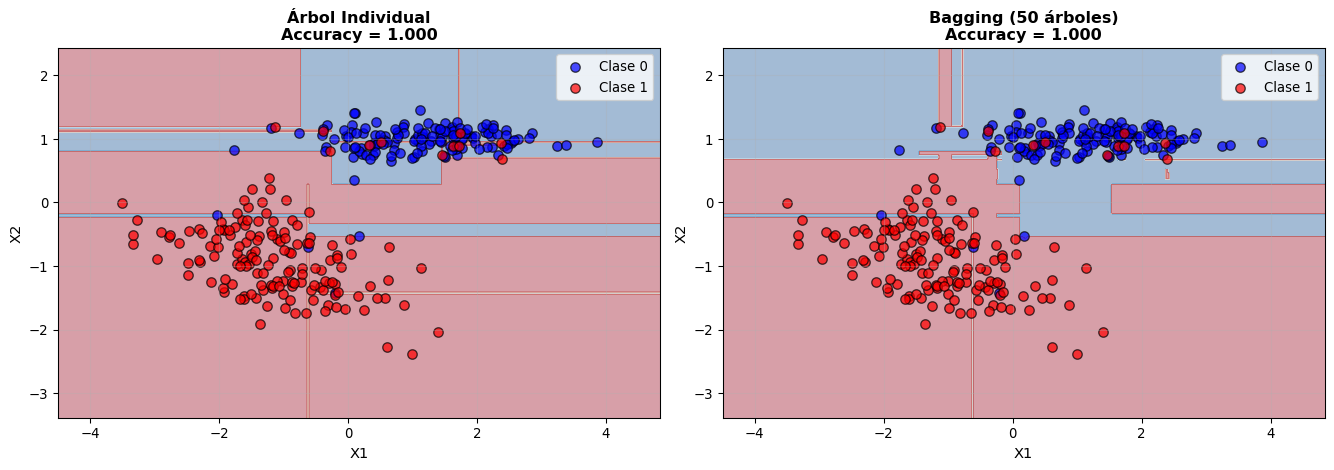 Árbol Individual
Accuracy = 1.000
Clase 0
Clase 1
2
1
0
−1
−2
−3
X2
−4
−2
0
2
4
X1
Bagging (50 árboles)
Accuracy = 1.000
Clase 0
Clase 1
2
1
0
−1
−2
−3
X2
−4
−2
0
2
4
X1